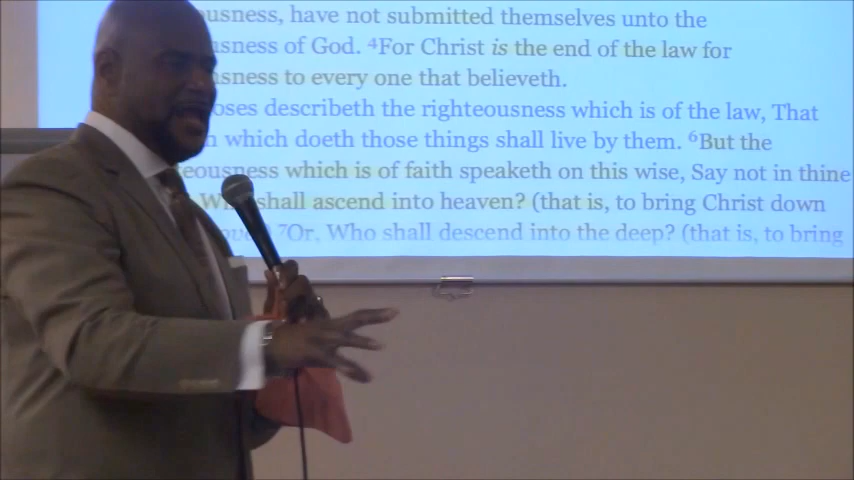 ousness, have not submitted themselves unto the
usness of God. ⁴For Christ is the end of the law for
usness to every one that believeth.
oses describeth the righteousness which is of the law, That
which doeth those things shall live by them. ⁶But the
teousness which is of faith speaketh on this wise, Say not in thine
shall ascend into heaven? (that is, to bring Christ down
⁷Or, Who shall descend into the deep? (that is, to bring